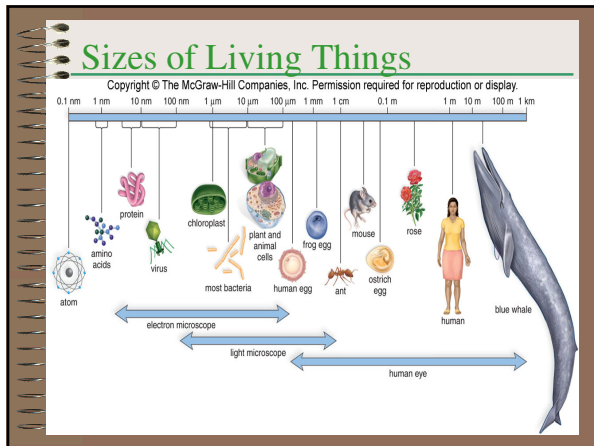 Sizes of Living Things
Copyright © The McGraw-Hill Companies, Inc. Permission required for reproduction or display.
0.1 nm 1 nm 10 nm 100 nm 1 µm 10 µm 100 µm 1 mm 1 cm 0.1 m 1 m 10 m 100 m 1 km
protein
chloroplast
plant and
animal
cells
frog egg
mouse
rose
amino
acids
virus
most bacteria
human egg
ant
ostrich
egg
atom
human
blue whale
electron microscope
light microscope
human eye